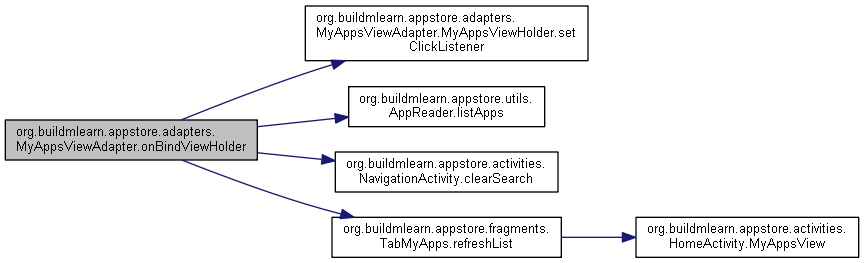 org.buildmlearn.appstore.adapters.
MyAppsViewAdapter.MyAppsViewHolder.set
ClickListener
org.buildmlearn.appstore.utils.
AppReader.listApps
org.buildmlearn.appstore.adapters.
MyAppsViewAdapter.onBindViewHolder
org.buildmlearn.appstore.activities.
NavigationActivity.clearSearch
org.buildmlearn.appstore.fragments.
TabMyApps.refreshList
org.buildmlearn.appstore.activities.
HomeActivity.MyAppsView